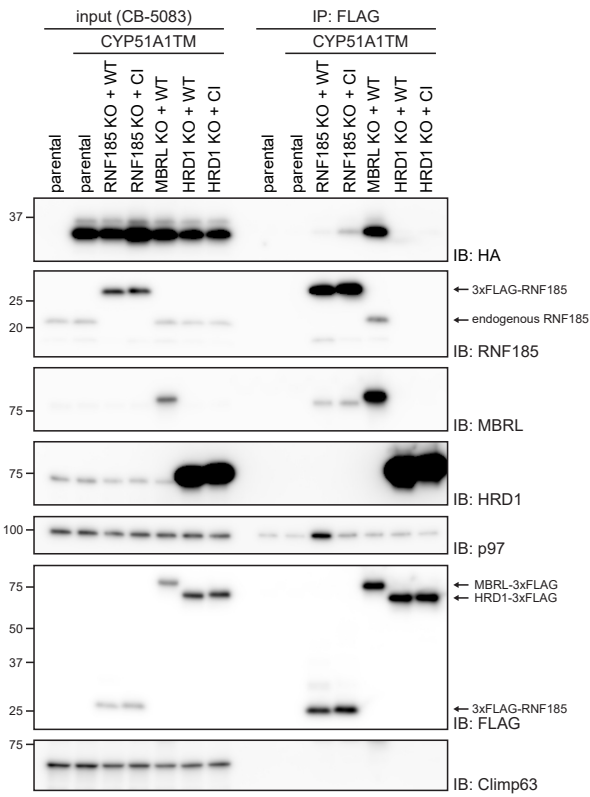 input (CB-5083) IP: FLAG
CYP51A1TM CYP51A1TM
parental
parental
RNF185 KO + WT
RNF185 KO + CI
MBRL KO + WT
HRD1 KO + WT
HRD1 KO + CI
parental
parental
RNF185 KO + WT
RNF185 KO + CI
MBRL KO + WT
HRD1 KO + WT
HRD1 KO + CI
37
IB: HA
3xFLAG-RNF185
25
endogenous RNF185
20
IB: RNF185
75
IB: MBRL
75
IB: HRD1
100
IB: p97
75
MBRL-3xFLAG
HRD1-3xFLAG
50
37
25
3xFLAG-RNF185
IB: FLAG
75
IB: Climp63